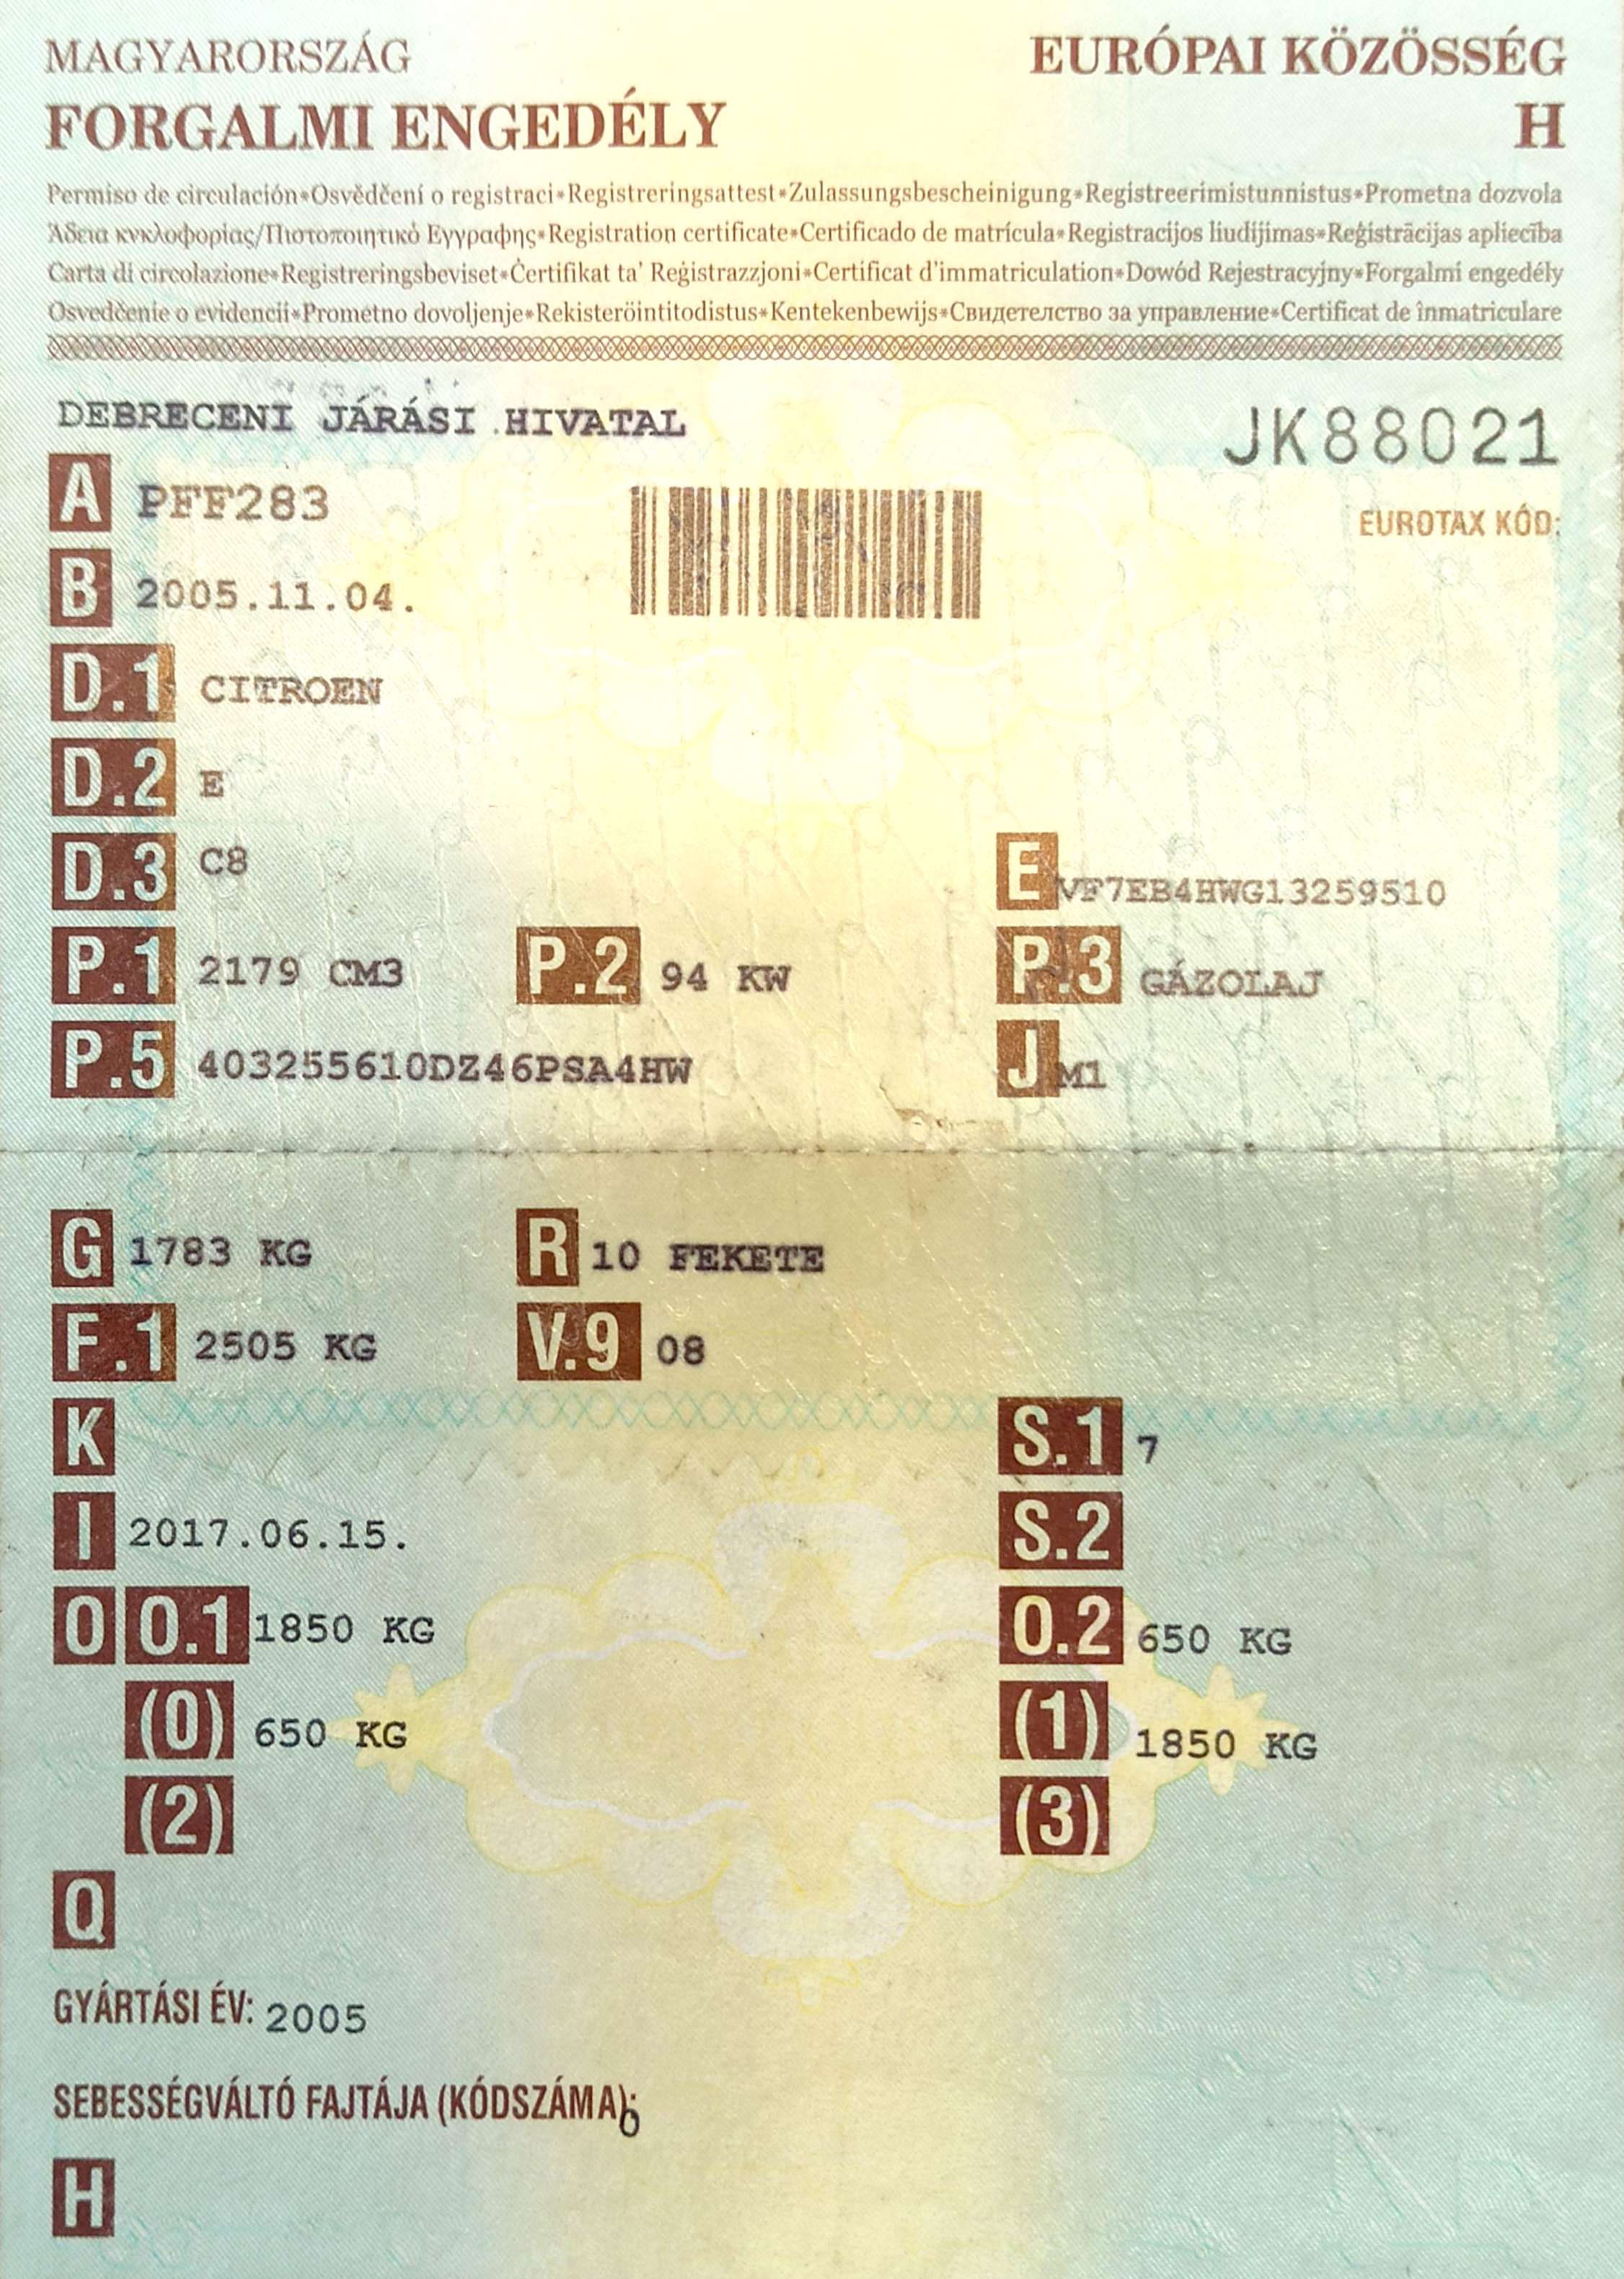 MAGYARORSZÁG EURÓPAI KÖZÖSSÉG
FORGALMI ENGEDÉLY H
Permiso de circulación*Osvědčení o registraci*Registreringsattest*Zulassungsbescheinigung*Registreerimistunnistus*Prometna dozvola
Άδεια κνκλοφορίας/Πιστοποιητικό Εγγραφης*Registration certificate*Certificado de matrícula*Registracijos liudijimas*Reģistrācijas apliecība
Carta di circolazione*Registreringsbeviset*Ċertifikat ta' Reġistrazzjoni*Certificat d'immatriculation*Dowód Rejestracyjny*Forgalmi engedély
Osvedčenie o evidencii*Prometno dovoljenje*Rekisteröintitodistus*Kentekenbewijs*Свидетелство за управление*Certificat de înmatriculare
DEBRECENI JÁRÁSI HIVATAL JK88021
A PFF283
EUROTAX KÓD:
B 2005.11.04.
D.1 CITROEN
D.2 E
D.3 C8 E VF7EB4HWG13259510
P.1 2179 CM3 P.2 94 KW P.3 GÁZOLAJ
P.5 403255610DZ46PSA4HW J M1
G 1783 KG R 10 FEKETE
F.1 2505 KG V.9 08
K S.1 7
I 2017.06.15. S.2
O O.1 1850 KG O.2 650 KG
(0) 650 KG (1) 1850 KG
(2) (3)
Q
GYÁRTÁSI ÉV: 2005
SEBESSÉGVÁLTÓ FAJTÁJA (KÓDSZÁMA): 0
H